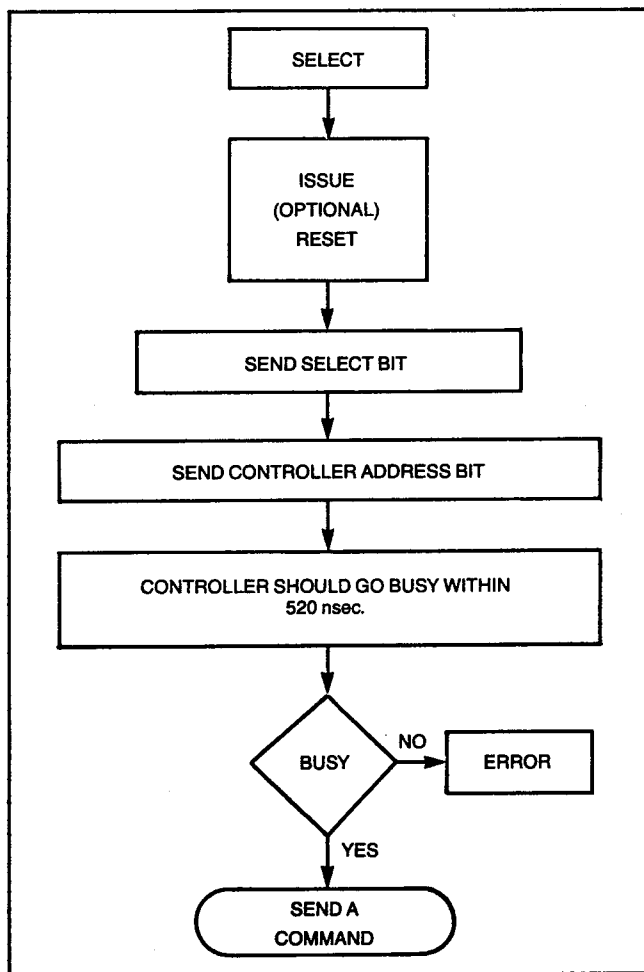 SELECT
ISSUE
(OPTIONAL)
RESET
SEND SELECT BIT
SEND CONTROLLER ADDRESS BIT
CONTROLLER SHOULD GO BUSY WITHIN
520 nsec.
BUSY
NO
ERROR
YES
SEND A
COMMAND